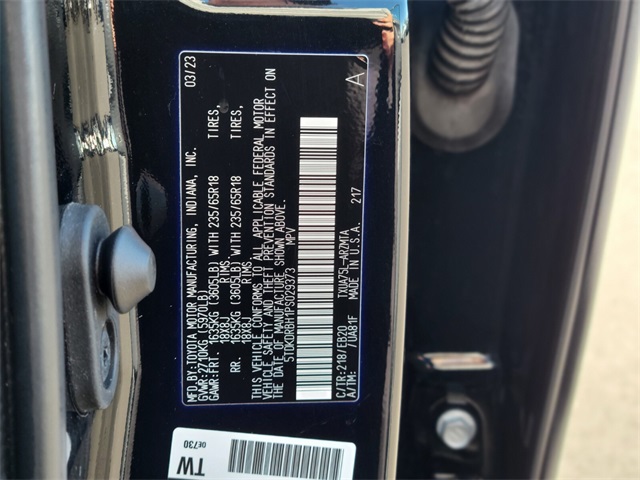 MFD BY:TOYOTA MOTOR MANUFACTURING, INDIANA, INC. 03/23
GVWR:2710KG (5970LB)
GAWR:FRT. 1635KG (3605LB) WITH 235/65R18 TIRES,
18X8J RIMS,
RR. 1635KG (3605LB) WITH 235/65R18 TIRES,
18X8J RIMS,
THIS VEHICLE CONFORMS TO ALL APPLICABLE FEDERAL MOTOR
VEHICLE SAFETY AND THEFT PREVENTION STANDARDS IN EFFECT ON
THE DATE OF MANUFACTURE SHOWN ABOVE.
5TDKDRBH1PS029373 MPV A
C/TR:218/EB20 TXUA75L-ARZMTA
A/TM: /UA81F MADE IN U.S.A. 217
TW
0E730